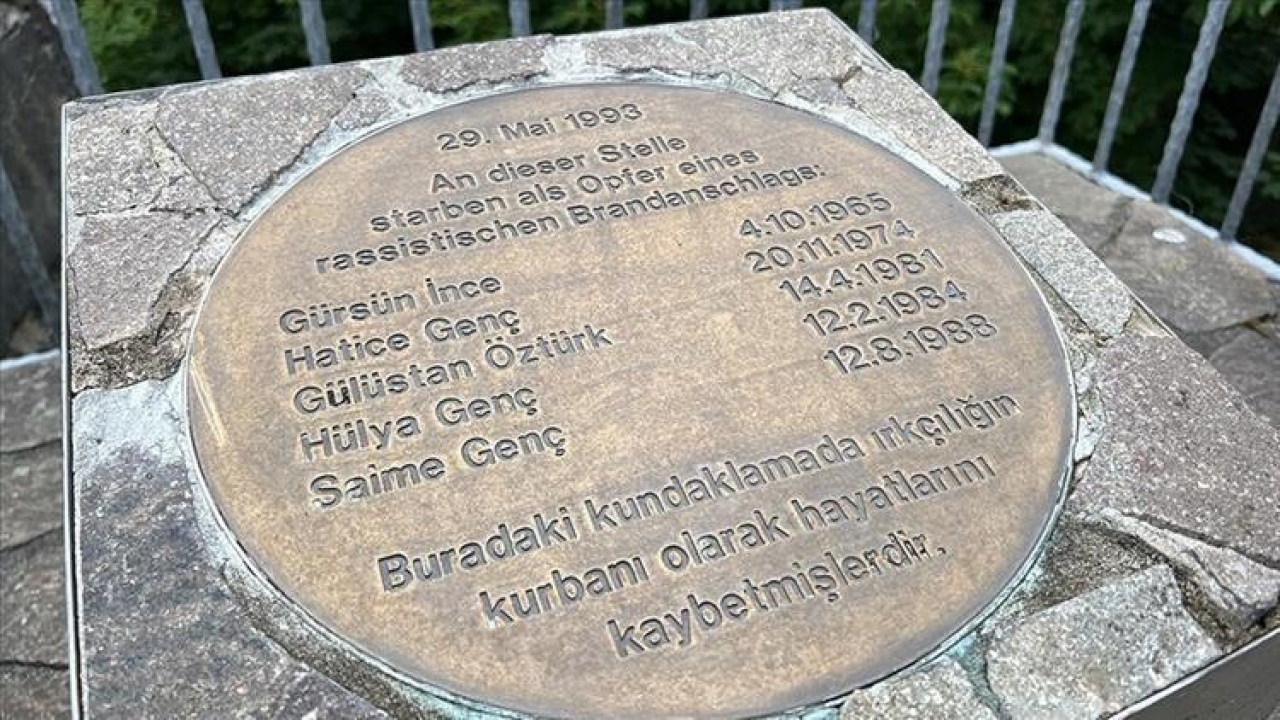 29. Mai 1993
An dieser Stelle
starben als Opfer eines
rassistischen Brandanschlags:
Gürsün İnce 4.10.1965
Hatice Genç 20.11.1974
Gülüstan Öztürk 14.4.1981
Hülya Genç 12.2.1984
Saime Genç 12.8.1988
Buradaki kundaklamada ırkçılığın
kurbanı olarak hayatlarını
kaybetmişlerdir.